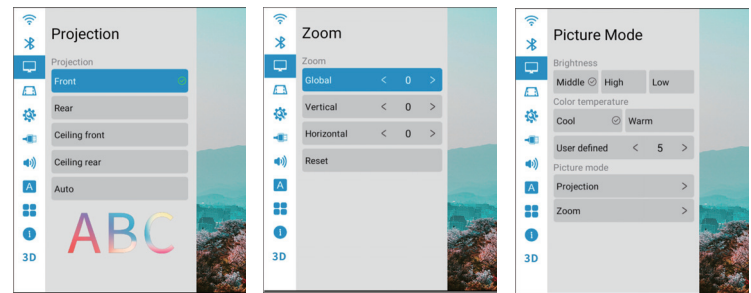 Projection
Projection
Front
Rear
Ceiling front
Ceiling rear
Auto
ABC
A
3D
Zoom
Zoom
Global < 0 >
Vertical < 0 >
Horizontal < 0 >
Reset
A
3D
Picture Mode
Brightness
Middle High Low
Color temperature
Cool Warm
User defined < 5 >
Picture mode
Projection >
Zoom >
A
3D